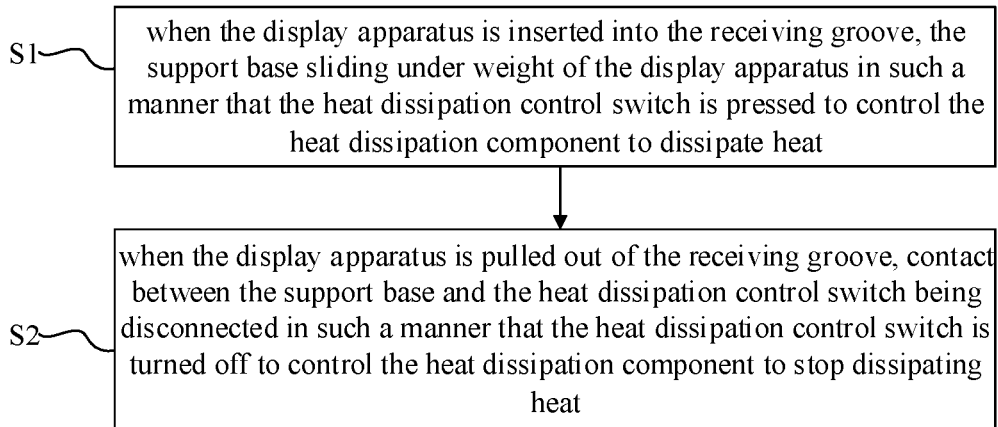 S1
when the display apparatus is inserted into the receiving groove, the
support base sliding under weight of the display apparatus in such a
manner that the heat dissipation control switch is pressed to control the
heat dissipation component to dissipate heat
S2
when the display apparatus is pulled out of the receiving groove, contact
between the support base and the heat dissipation control switch being
disconnected in such a manner that the heat dissipation control switch is
turned off to control the heat dissipation component to stop dissipating
heat